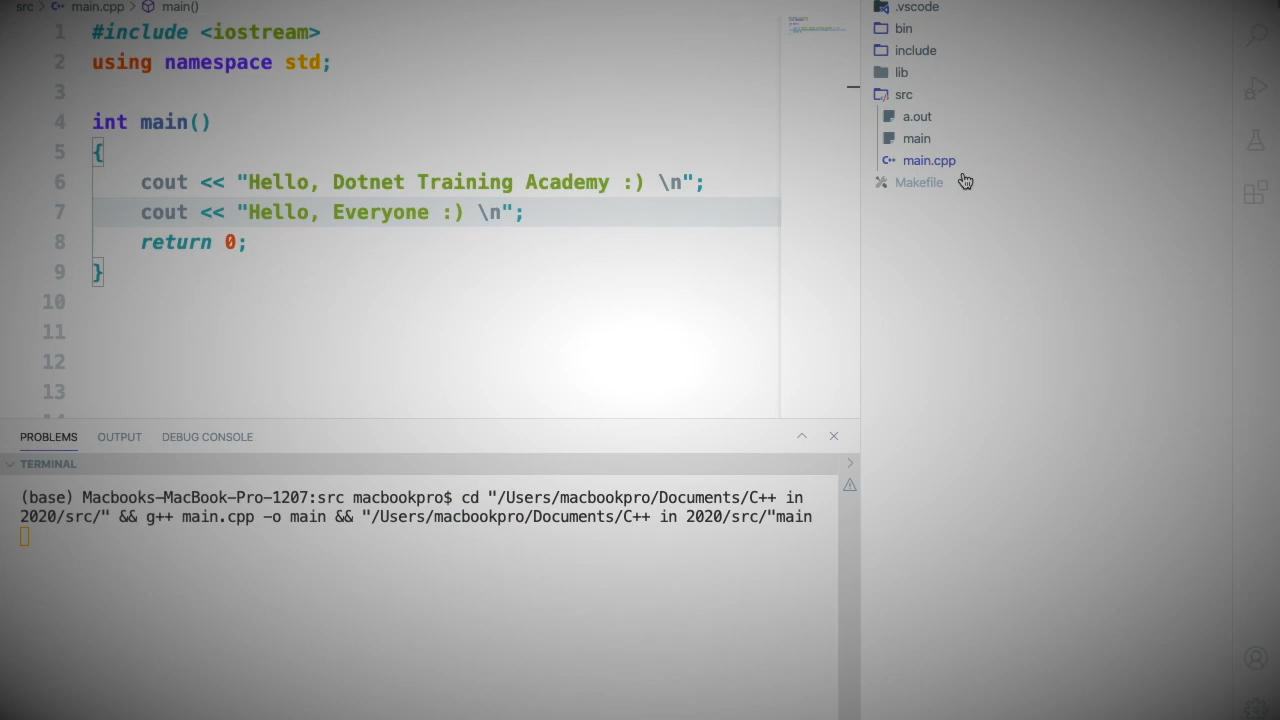 src > main.cpp > main()
1 #include <iostream>
2 using namespace std;
3
4 int main()
5 {
6 cout << "Hello, Dotnet Training Academy :) \n";
7 cout << "Hello, Everyone :) \n";
8 return 0;
9 }
10
11
12
13
.vscode
bin
include
lib
src
a.out
main
main.cpp
Makefile
PROBLEMS OUTPUT DEBUG CONSOLE
TERMINAL
(base) Macbooks-MacBook-Pro-1207:src macbookpro$ cd "/Users/macbookpro/Documents/C++ in
2020/src/" && g++ main.cpp -o main && "/Users/macbookpro/Documents/C++ in 2020/src/"main